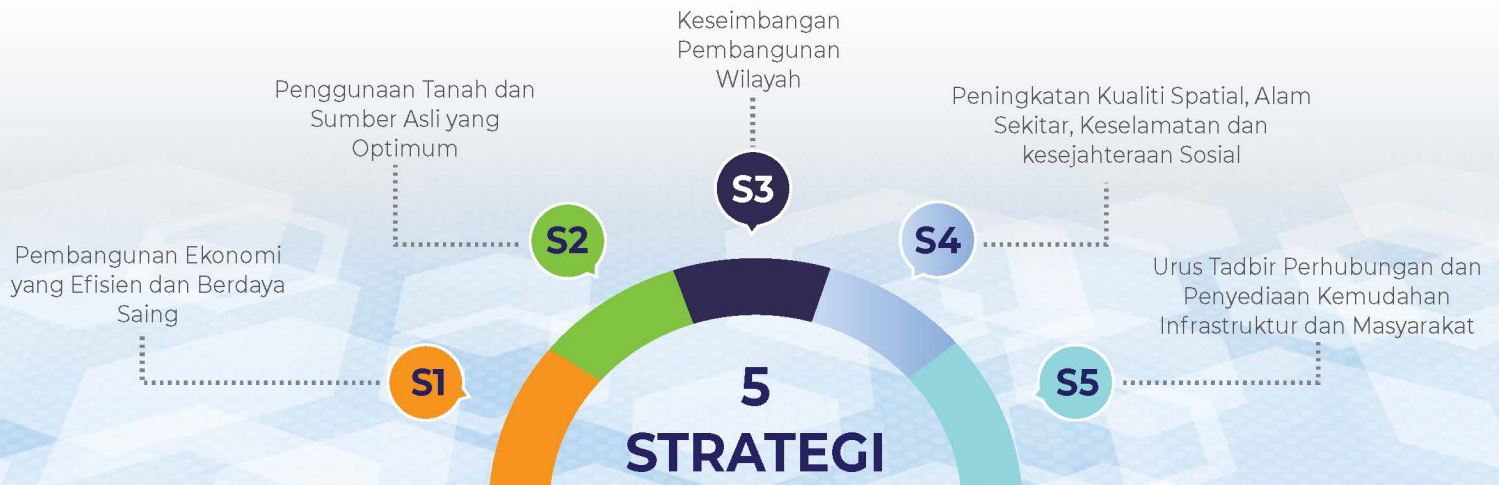 Pembangunan Ekonomi
yang Efisien dan Berdaya
Saing
S1
Penggunaan Tanah dan
Sumber Asli yang
Optimum
S2
Keseimbangan
Pembangunan
Wilayah
S3
Peningkatan Kualiti Spatial, Alam
Sekitar, Keselamatan dan
kesejahteraan Sosial
S4
Urus Tadbir Perhubungan dan
Penyediaan Kemudahan
Infrastruktur dan Masyarakat
S5
5
STRATEGI